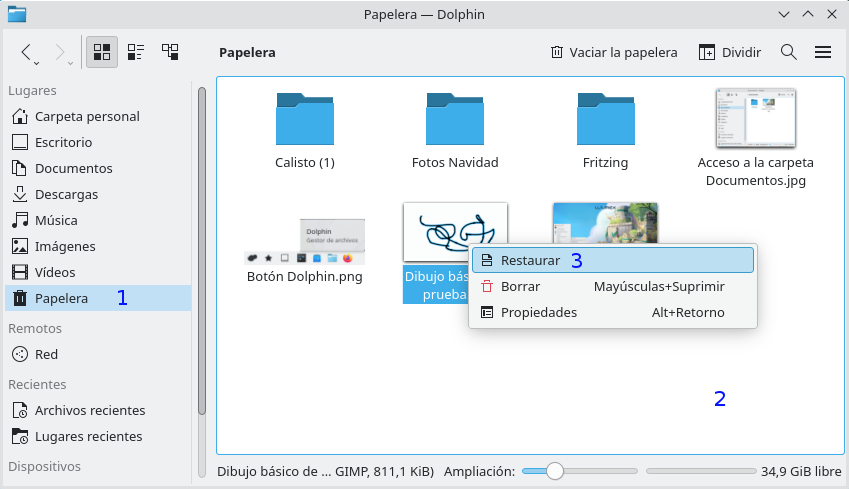 Papelera — Dolphin
Papelera
Vaciar la papelera
Dividir
Lugares
Carpeta personal
Escritorio
Documentos
Descargas
Música
Imágenes
Vídeos
Papelera 1
Remotos
Red
Recientes
Archivos recientes
Lugares recientes
Dispositivos
Calisto (1)
Fotos Navidad
Fritzing
Acceso a la carpeta
Documentos.jpg
Dolphin
Gestor de archivos
Botón Dolphin.png
Dibujo bás
prueba
Restaurar 3
Borrar Mayúsculas+Suprimir
Propiedades Alt+Retorno
2
Dibujo básico de ... GIMP, 811,1 KiB)
Ampliación:
34,9 GiB libre